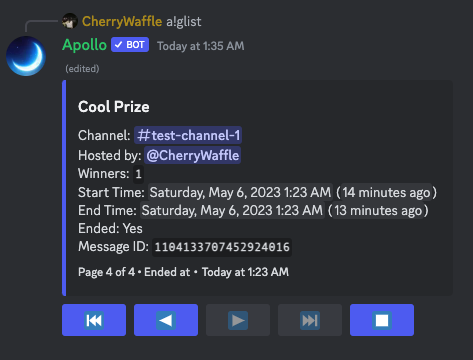 CherryWaffle a!glist
Apollo ✓ BOT Today at 1:35 AM
(edited)
Cool Prize
Channel: #test-channel-1
Hosted by: @CherryWaffle
Winners: 1
Start Time: Saturday, May 6, 2023 1:23 AM (14 minutes ago)
End Time: Saturday, May 6, 2023 1:23 AM (13 minutes ago)
Ended: Yes
Message ID: 1104133707452924016
Page 4 of 4 • Ended at • Today at 1:23 AM